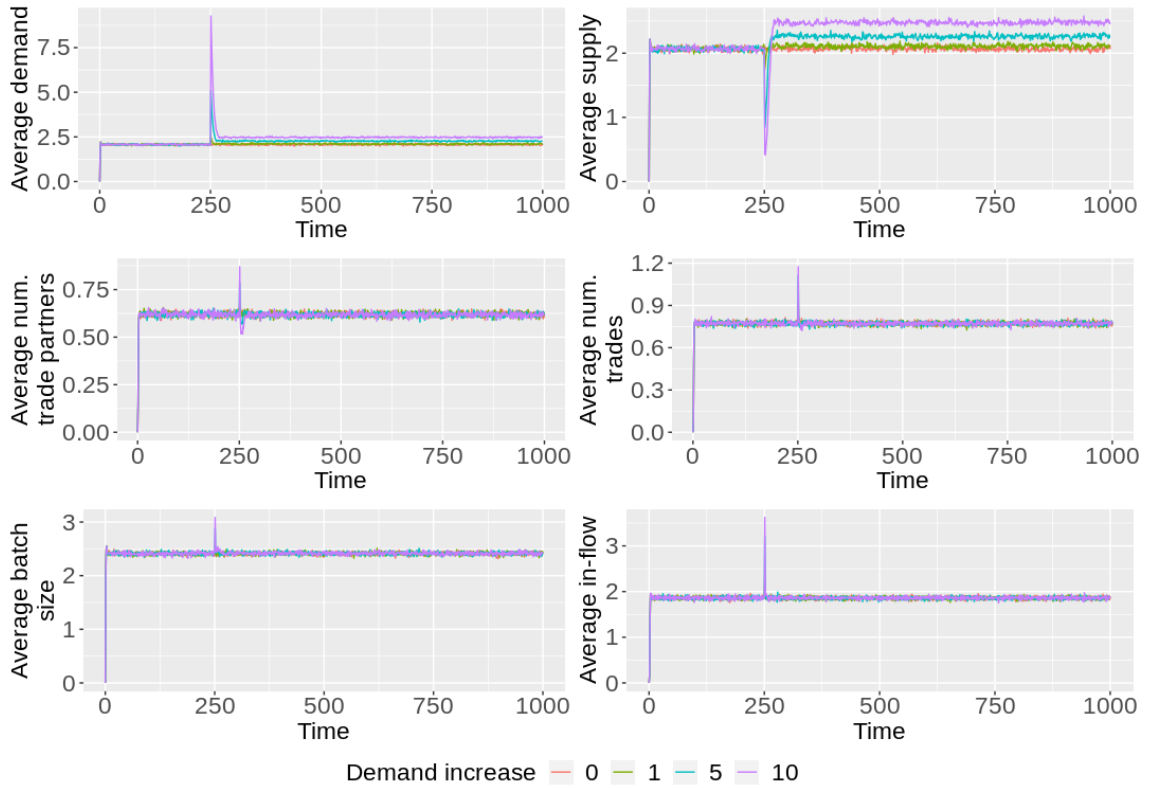 Average demand
7.5
5.0
2.5
0.0
0 250 500 750 1000
Time
Average supply
2
1
0
0 250 500 750 1000
Time
Average num.
trade partners
0.75
0.50
0.25
0.00
0 250 500 750 1000
Time
Average num.
trades
1.2
0.9
0.6
0.3
0.0
0 250 500 750 1000
Time
Average batch
size
3
2
1
0
0 250 500 750 1000
Time
Average in-flow
3
2
1
0
0 250 500 750 1000
Time
Demand increase 0 1 5 10